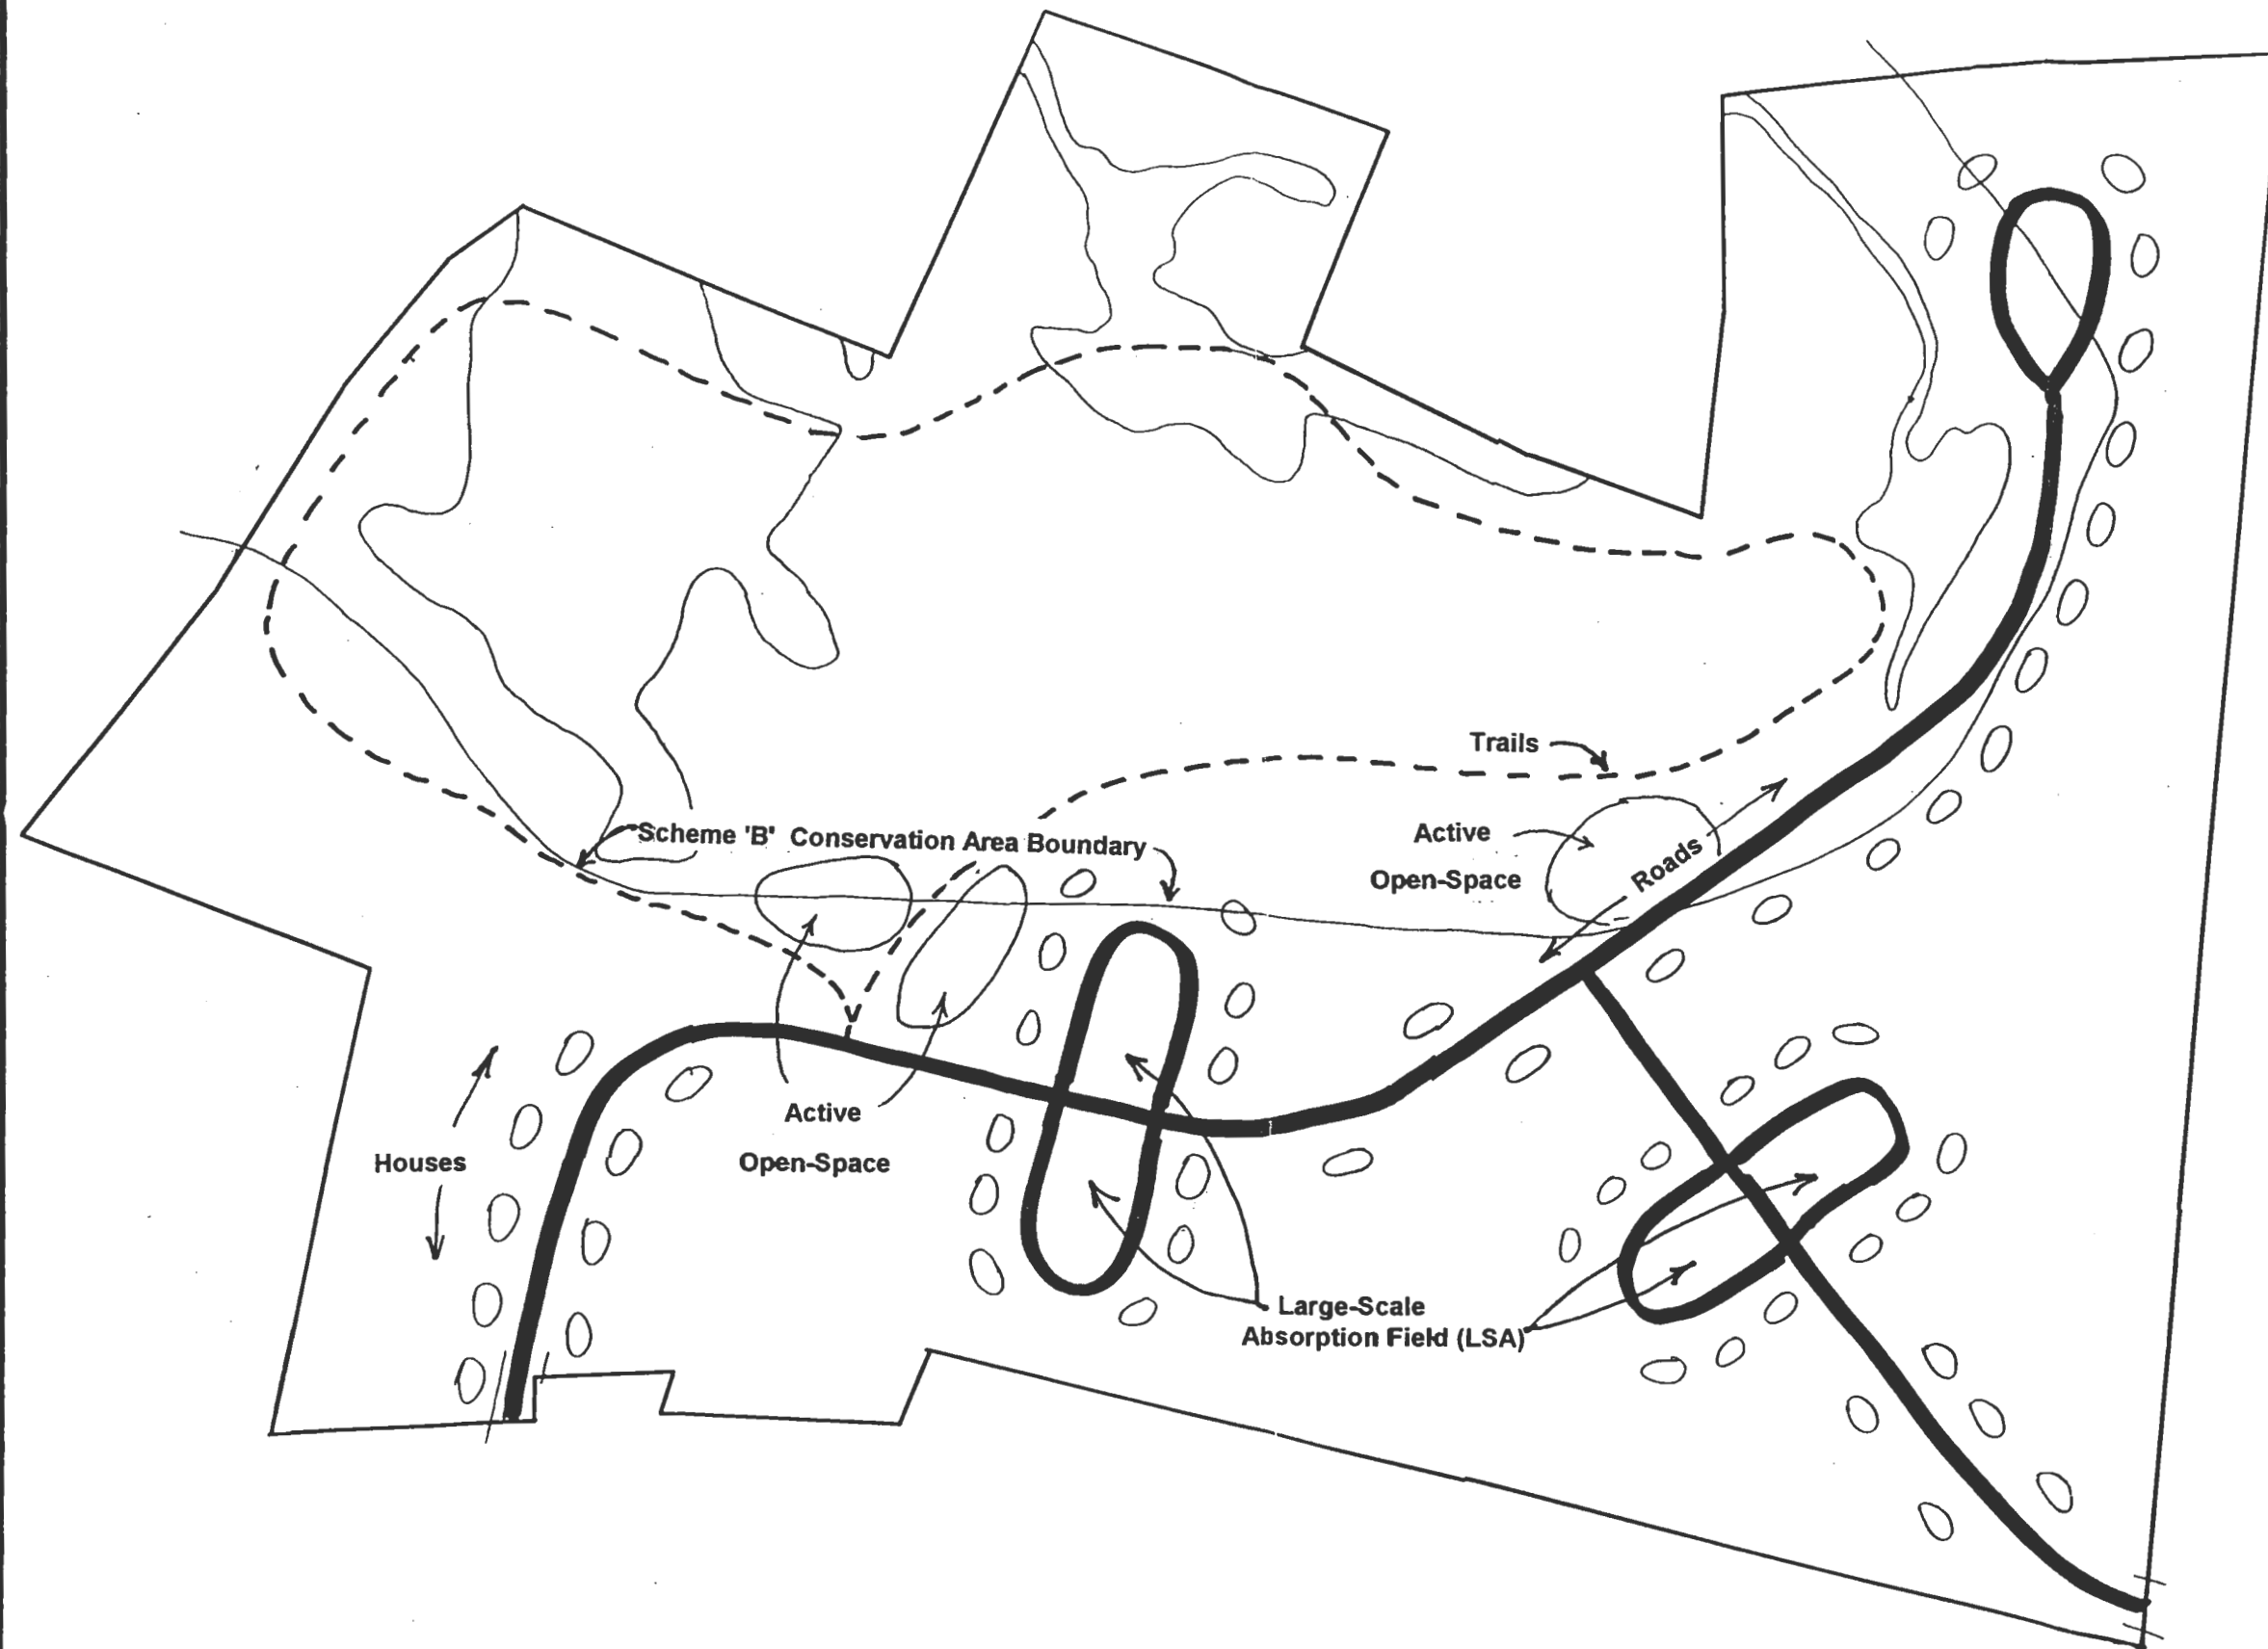 Trails
Scheme 'B' Conservation Area Boundary
Active
Open-Space
Roads
Active
Open-Space
Houses
Large-Scale
Absorption Field (LSA)